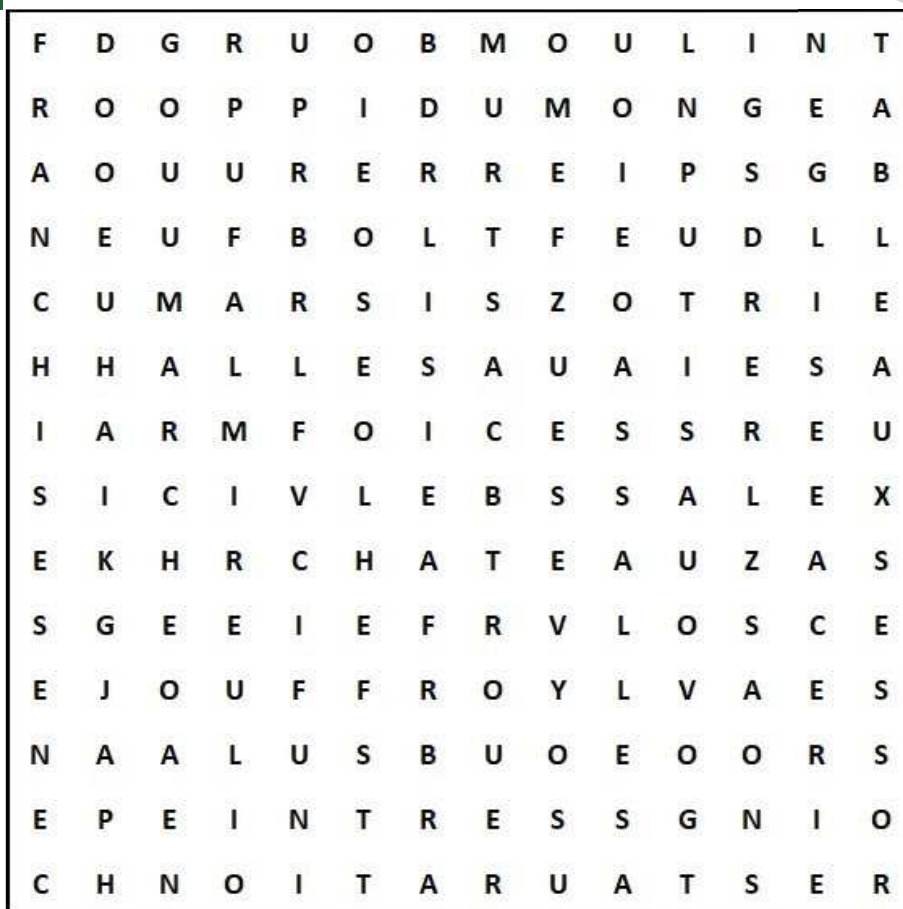 F D G R U O B M O U L I N T
R O O P P I D U M O N G E A
A O U U R E R R E I P S G B
N E U F B O L T F E U D L L
C U M A R S I S Z O T R I E
H H A L L E S A U A I E S A
I A R M F O I C E S S R E U
S I C I V L E B S S A L E X
E K H R C H A T E A U Z A S
S G E E I E F R V L O S C E
E J O U F F R O Y L V A E S
N A A L U S B U O E O O R S
E P E I N T R E S S G N I O
C H N O I T A R U A T S E R